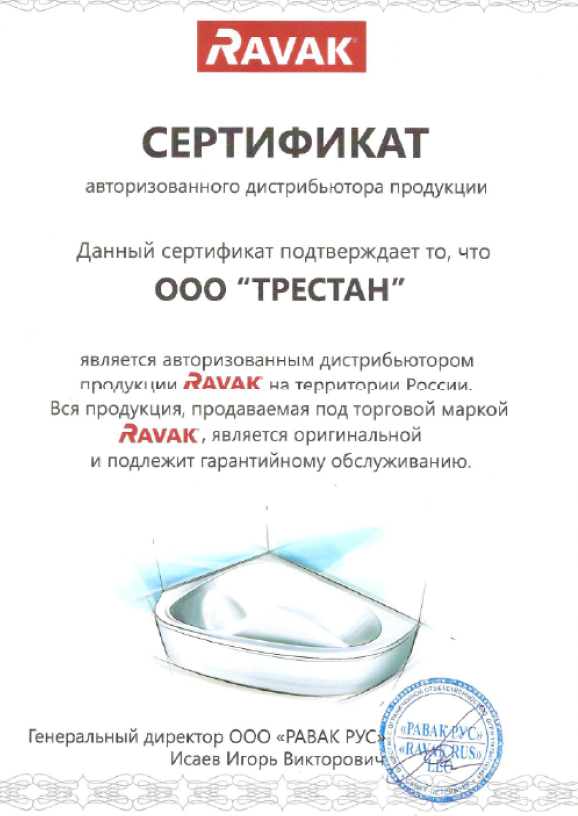 RAVAK
СЕРТИФИКАТ
авторизованного дистрибьютора продукции
Данный сертификат подтверждает то, что
ООО “ТРЕСТАН”
является авторизованным дистрибьютором
продукции RAVAK на территории России.
Вся продукция, продаваемая под торговой маркой
RAVAK, является оригинальной
и подлежит гарантийному обслуживанию.
Генеральный директор ООО «РАВАК РУС»
Исаев Игорь Викторович
«РАВАК РУС»
«RAVAK RUS»
LLC